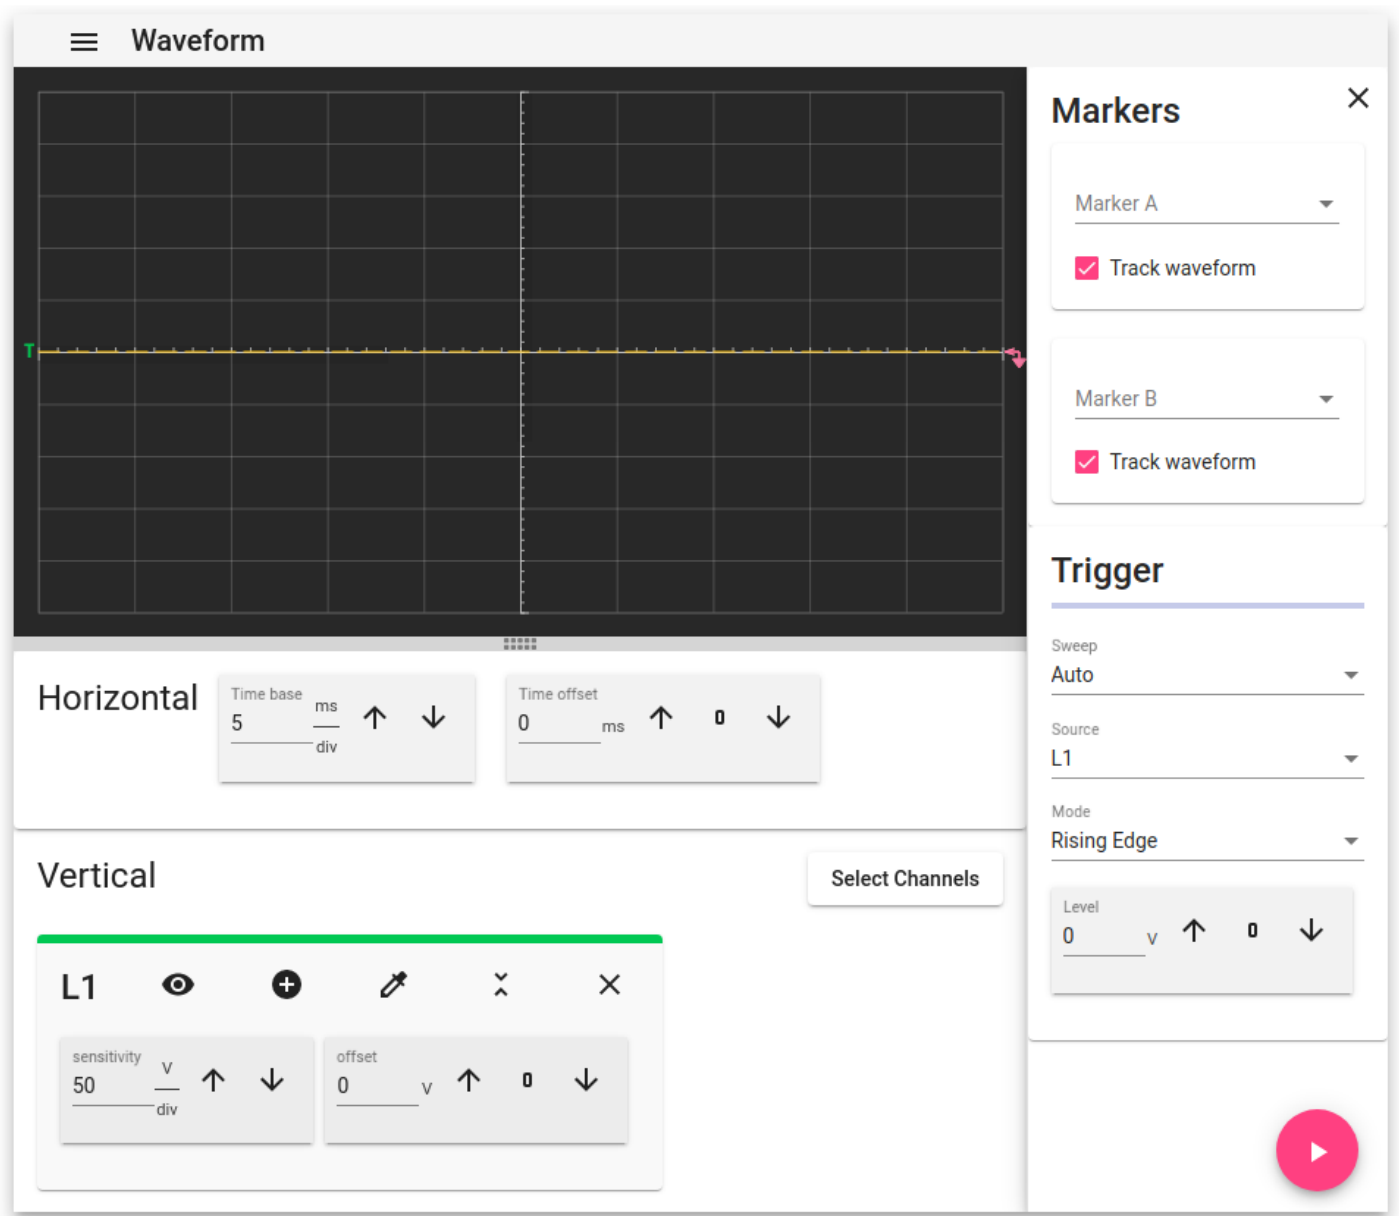 Waveform
T
Markers
Marker A
Track waveform
Marker B
Track waveform
Trigger
Sweep
Auto
Source
L1
Mode
Rising Edge
Level
0 V 0
Horizontal
Time base
5 ms
div
Time offset
0 ms 0
Vertical
Select Channels
L1
sensitivity
50 V
div
offset
0 V 0